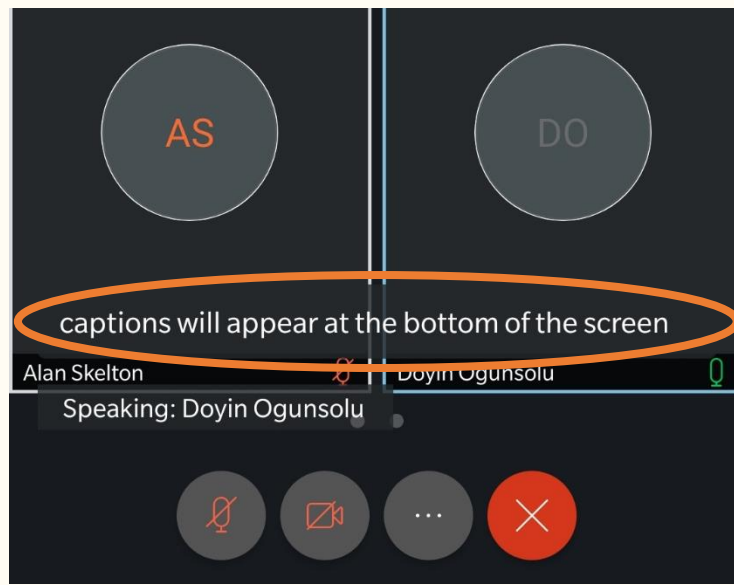 AS
DO
captions will appear at the bottom of the screen
Alan Skelton
Doyin Ogunsolu
Speaking: Doyin Ogunsolu